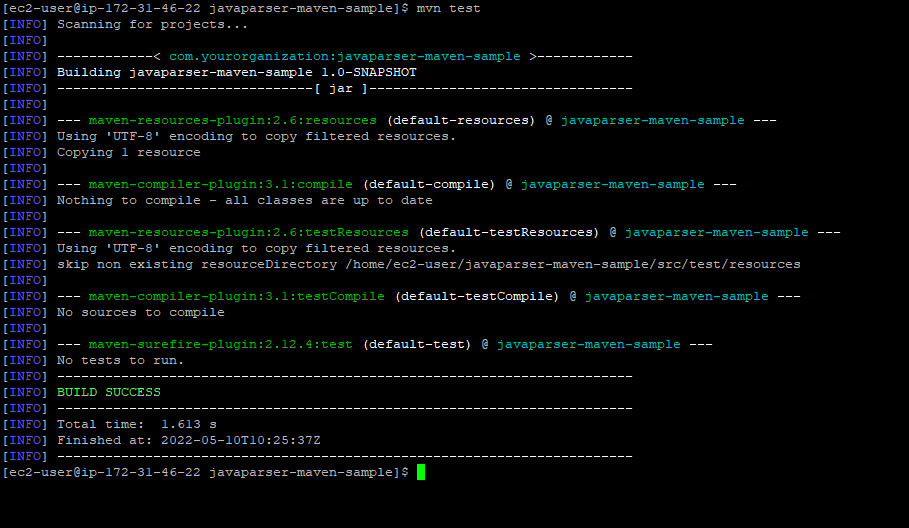 [ec2-user@ip-172-31-46-22 javaparser-maven-sample]$ mvn test
[INFO] Scanning for projects...
[INFO]
[INFO] ------------< com.yourorganization:javaparser-maven-sample >------------
[INFO] Building javaparser-maven-sample 1.0-SNAPSHOT
[INFO] --------------------------------[ jar ]---------------------------------
[INFO]
[INFO] --- maven-resources-plugin:2.6:resources (default-resources) @ javaparser-maven-sample ---
[INFO] Using 'UTF-8' encoding to copy filtered resources.
[INFO] Copying 1 resource
[INFO]
[INFO] --- maven-compiler-plugin:3.1:compile (default-compile) @ javaparser-maven-sample ---
[INFO] Nothing to compile - all classes are up to date
[INFO]
[INFO] --- maven-resources-plugin:2.6:testResources (default-testResources) @ javaparser-maven-sample ---
[INFO] Using 'UTF-8' encoding to copy filtered resources.
[INFO] skip non existing resourceDirectory /home/ec2-user/javaparser-maven-sample/src/test/resources
[INFO]
[INFO] --- maven-compiler-plugin:3.1:testCompile (default-testCompile) @ javaparser-maven-sample ---
[INFO] No sources to compile
[INFO]
[INFO] --- maven-surefire-plugin:2.12.4:test (default-test) @ javaparser-maven-sample ---
[INFO] No tests to run.
[INFO] ------------------------------------------------------------------------
[INFO] BUILD SUCCESS
[INFO] ------------------------------------------------------------------------
[INFO] Total time:  1.613 s
[INFO] Finished at: 2022-05-10T10:25:37Z
[INFO] ------------------------------------------------------------------------
[ec2-user@ip-172-31-46-22 javaparser-maven-sample]$